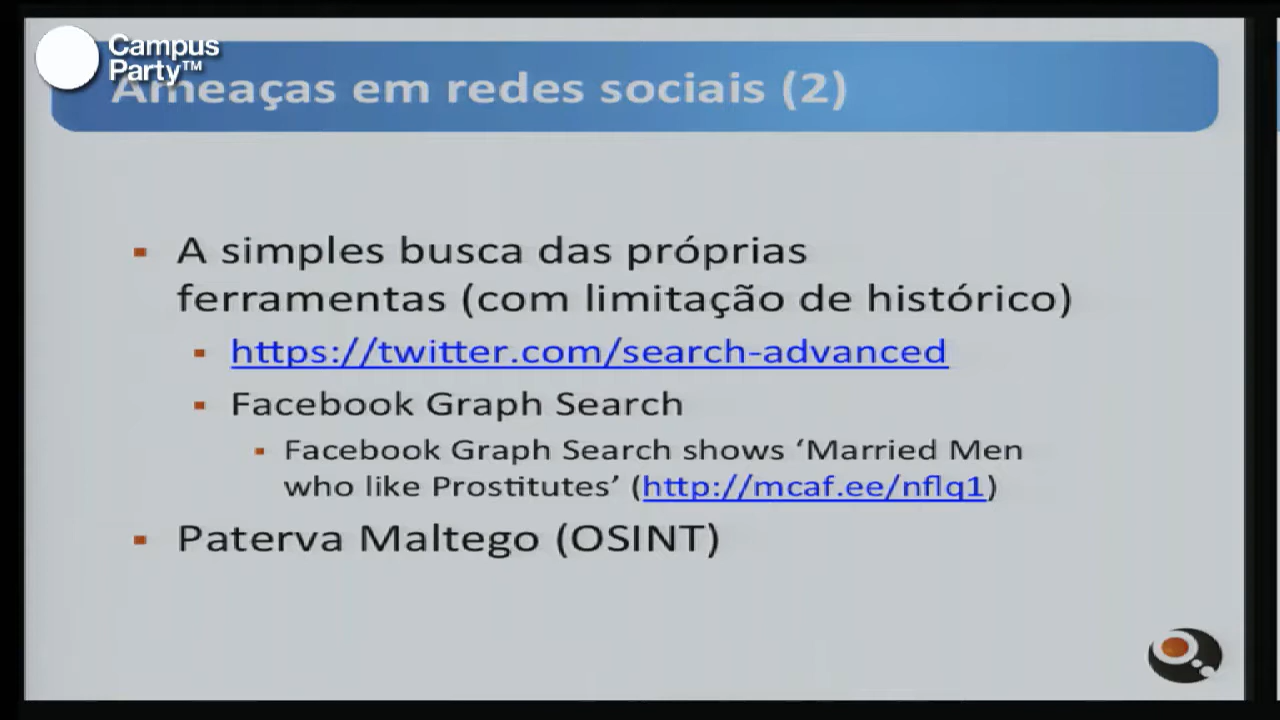 Campus
Party™
Ameaças em redes sociais (2)
A simples busca das próprias
ferramentas (com limitação de histórico)
https://twitter.com/search-advanced
Facebook Graph Search
Facebook Graph Search shows ‘Married Men
who like Prostitutes’ (http://mcaf.ee/nflq1)
Paterva Maltego (OSINT)